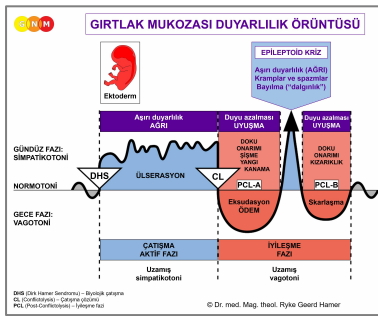 GNM
GIRTLAK MUKOZASI DUYARLILIK ÖRÜNTÜSÜ
Ektoderm
EPİLEPTOİD KRİZ
Aşırı duyarlılık (AĞRI)
Kramplar ve spazmlar
Bayılma ("dalgınlık")
Aşırı duyarlılık
AĞRI
Duyu azalması
UYUŞMA
Duyu azalması
UYUŞMA
GÜNDÜZ FAZI:
SİMPATİKOTONİ
DOKU
ONARIMI
ŞİŞME
YANGI
KANAMA
DOKU
ONARIMI
KIZARIKLIK
DHS
ÜLSERASYON
CL
PCL-A
PCL-B
NORMOTONİ
Eksudasyon
ÖDEM
Skarlaşma
GECE FAZI:
VAGOTONİ
ÇATIŞMA
AKTİF FAZI
İYİLEŞME
FAZI
Uzamış
simpatikotoni
Uzamış
vagotoni
DHS (Dirk Hamer Sendromu) – Biyolojik çatışma
CL (Conflictolysis) – Çatışma çözümü
PCL (Post-Conflictolysis) – İyileşme fazı
© Dr. med. Mag. theol. Ryke Geerd Hamer